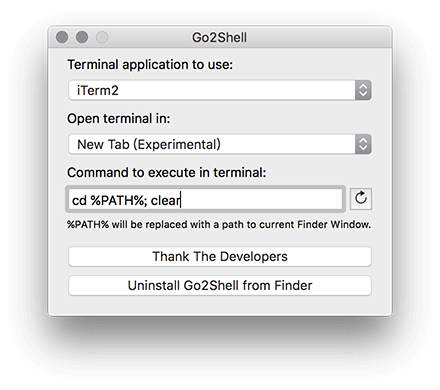 Go2Shell
Terminal application to use:
iTerm2
Open terminal in:
New Tab (Experimental)
Command to execute in terminal:
cd %PATH%; clear
%PATH% will be replaced with a path to current Finder Window.
Thank The Developers
Uninstall Go2Shell from Finder